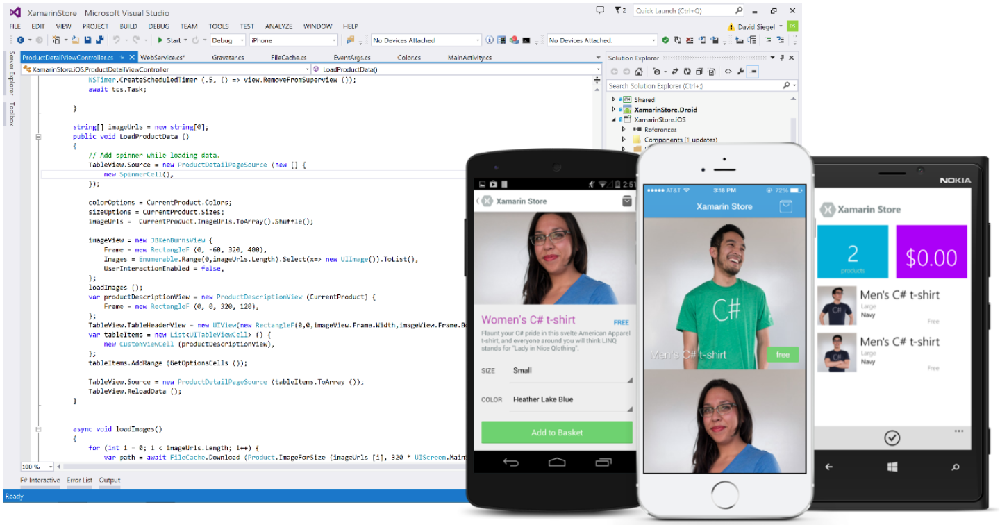 XamarinStore Microsoft Visual Studio
2
Quick Launch (Ctrl+Q)
FILE EDIT VIEW PROJECT BUILD DEBUG TEAM TOOLS TEST ANALYZE WINDOW HELP
David Siegel
DS
Start Debug iPhone No Devices Attached No Devices Attached.
Server Explorer
Toolbox
ProductDetailViewController.cs WebService.cs* Gravatar.cs FileCache.cs EventArgs.cs Color.cs MainActivity.cs
XamarinStore.iOS.ProductDetailViewController LoadProductData()
NSTimer.CreateScheduledTimer (.5, () => view.RemoveFromSuperview ());
await tcs.Task;
}
string[] imageUrls = new string[0];
public void LoadProductData ()
{
// Add spinner while loading data.
TableView.Source = new ProductDetailPageSource (new [] {
new SpinnerCell(),
});
colorOptions = CurrentProduct.Colors;
sizeOptions = CurrentProduct.Sizes;
imageUrls = CurrentProduct.ImageUrls.ToArray().Shuffle();
imageView = new JBKenBurnsView {
Frame = new RectangleF (0, -60, 320, 400),
Images = Enumerable.Range(0,imageUrls.Length).Select(x=> new UIImage()).ToList(),
UserInteractionEnabled = false,
};
loadImages ();
var productDescriptionView = new ProductDescriptionView (CurrentProduct) {
Frame = new RectangleF (0, 0, 320, 120),
};
TableView.TableHeaderView = new UIView(new RectangleF(0,0,imageView.Frame.Width,imageView.Frame.
var tableItems = new List<UITableViewCell> () {
new CustomViewCell (productDescriptionView),
};
tableItems.AddRange (GetOptionsCells ());
TableView.Source = new ProductDetailPageSource (tableItems.ToArray ());
TableView.ReloadData ();
}
async void loadImages()
{
for (int i = 0; i < imageUrls.Length; i++) {
var path = await FileCache.Download (Product.ImageForSize (imageUrls [i], 320 * UIScreen.Main
100 %
F# Interactive Error List Output
Ready
Solution Explorer
Search Solution Explorer (Ctrl+;)
C# Shared
XamarinStore.Droid
XamarinStore.iOS
References
Components (1 updates)
2:51
Xamarin Store
Women's C# t-shirt
FREE
Flaunt your C# pride in this svelte American Apparel
t-shirt, and everyone around you will think LINQ
stands for "Lady in Nice Qlothing".
SIZE Small
COLOR Heather Lake Blue
Add to Basket
AT&T 3:18 PM 72%
Xamarin Store
C#
Men's C# t-shirt
free
NOKIA
Xamarin Store
2
products
$0.00
C#
Men's C# t-shirt
Large
Navy
Free
C#
Men's C# t-shirt
Large
Navy
Free